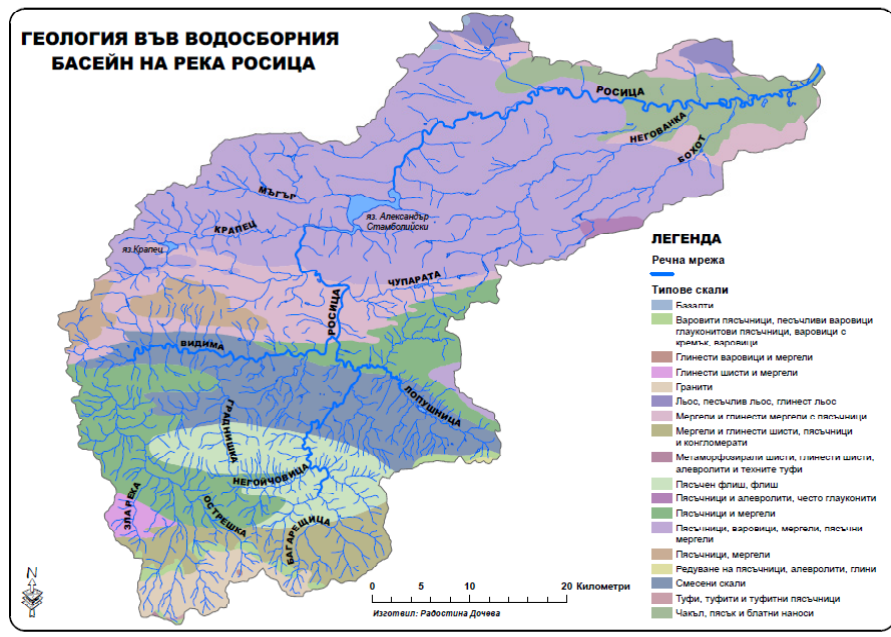 ГЕОЛОГИЯ ВЪВ ВОДОСБОРНИЯ
БАСЕЙН НА РЕКА РОСИЦА
РОСИЦА
НЕГОВАНКА
БОХОТ
МЪГЪР
КРАПЕЦ
яз. Александър
Стамболийски
яз.Крапец
ЧУПАРАТА
РОСИЦА
ВИДИМА
ЛОПУШНИЦА
ГРАДНИШКА
НЕГОЙЧОВИЦА
ЗЛА РЕКА
ОСТРЕШКА
БАГАРЕЩИЦА
ЛЕГЕНДА
Речна мрежа
Типове скали
Базалти
Варовити пясъчници, песъчливи варовици
глауконитови пясъчници, варовици с
кремък, варовици
Глинести варовици и мергели
Глинести шисти и мергели
Гранити
Льос, песъчлив льос, глинест льос
Мергели и глинести мергели с пясъчници
Мергели и глинести шисти, пясъчници
и конгломерати
Метаморфозирали шисти, глинести шисти,
алевролити и техните туфи
Пясъчен флиш, флиш
Пясъчници и алевролити, често глауконити
Пясъчници и мергели
Пясъчници, варовици, мергели, пясъчни
мергели
Пясъчници, мергели
Редуване на пясъчници, алевролити, глини
Смесени скали
Туфи, туфити и туфитни пясъчници
Чакъл, пясък и блатни наноси
N
0 5 10 20 Километри
Изготвил: Радостина Дочева